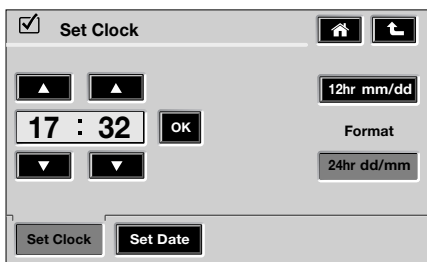 Set Clock
12hr mm/dd
17 : 32 OK
Format
24hr dd/mm
Set Clock Set Date